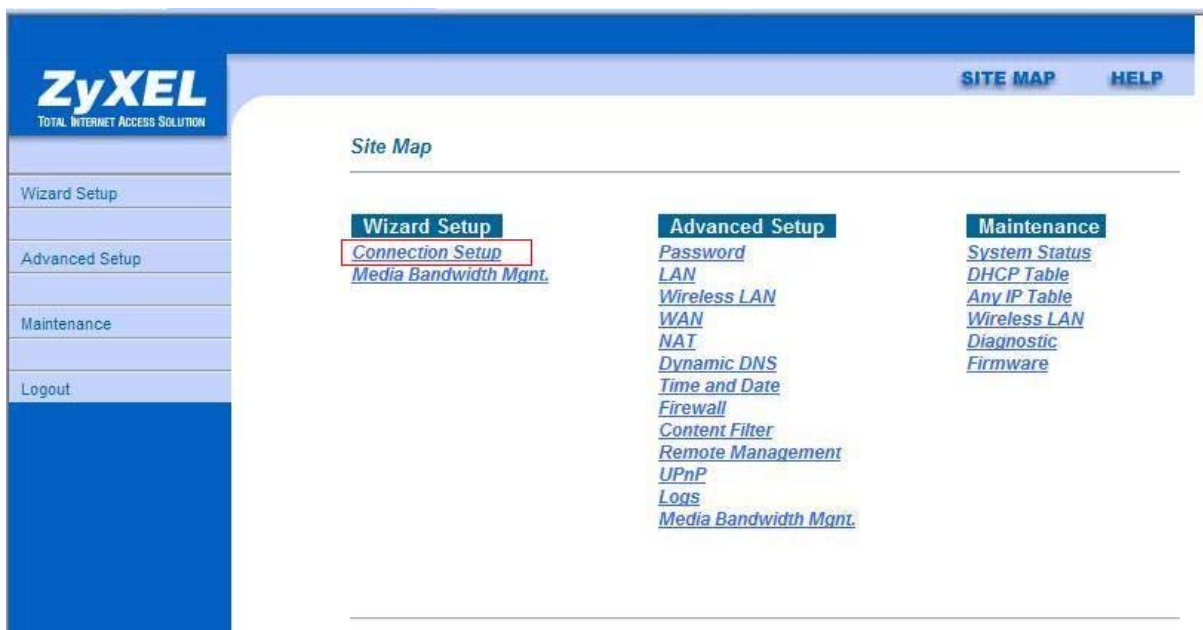 ZyXEL
TOTAL INTERNET ACCESS SOLUTION
SITE MAP
HELP
Wizard Setup
Advanced Setup
Maintenance
Logout
Site Map
Wizard Setup
Connection Setup
Media Bandwidth Mgnt.
Advanced Setup
Password
LAN
Wireless LAN
WAN
NAT
Dynamic DNS
Time and Date
Firewall
Content Filter
Remote Management
UPnP
Logs
Media Bandwidth Mgnt.
Maintenance
System Status
DHCP Table
Any IP Table
Wireless LAN
Diagnostic
Firmware